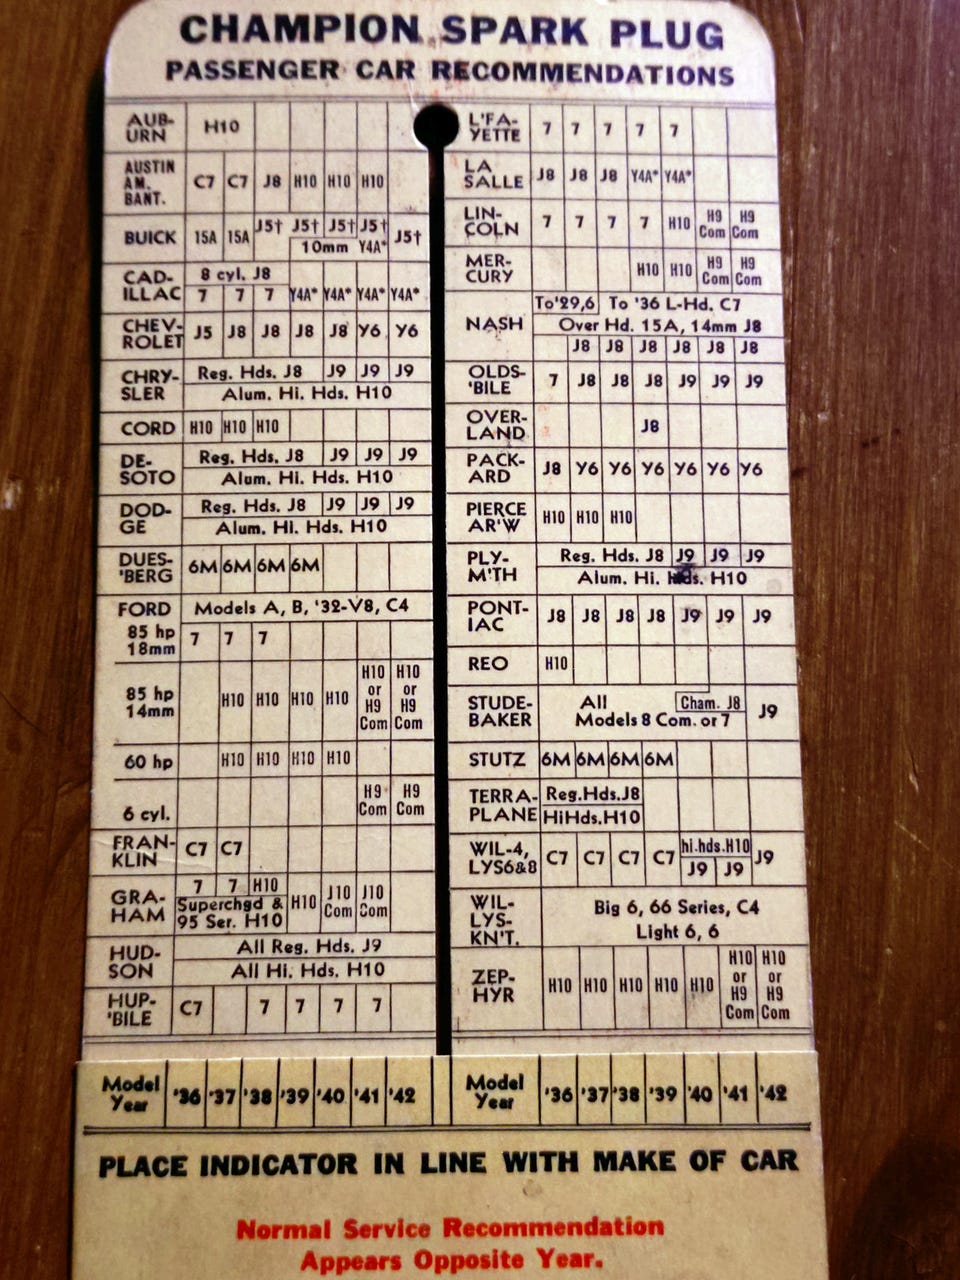 CHAMPION SPARK PLUG
PASSENGER CAR RECOMMENDATIONS
AUB-
URN H10
AUSTIN
AM.
BANT. C7 C7 J8 H10 H10 H10
BUICK 15A 15A J5† J5† J5† J5† J5†
10mm Y4A*
CAD-
ILLAC 8 cyl. J8
7 7 7 Y4A* Y4A* Y4A* Y4A*
CHEV-
ROLET J5 J8 J8 J8 J8 Y6 Y6
CHRY-
SLER Reg. Hds. J8 J9 J9 J9
Alum. Hi. Hds. H10
CORD H10 H10 H10
DE-
SOTO Reg. Hds. J8 J9 J9 J9
Alum. Hi. Hds. H10
DOD-
GE Reg. Hds. J8 J9 J9 J9
Alum. Hi. Hds. H10
DUES-
'BERG 6M 6M 6M 6M
FORD Models A, B, '32-V8, C4
85 hp
18mm 7 7 7
85 hp
14mm H10 H10 H10 H10 H10 or H9 Com H10 or H9 Com
60 hp H10 H10 H10 H10
6 cyl. H9 Com H9 Com
FRAN-
KLIN C7 C7
GRA-
HAM 7 7 H10 H10 J10 Com J10 Com
Superchgd &
95 Ser. H10
HUD-
SON All Reg. Hds. J9
All Hi. Hds. H10
HUP-
'BILE C7 7 7 7 7
L'FA-
YETTE 7 7 7 7 7
LA
SALLE J8 J8 J8 Y4A* Y4A*
LIN-
COLN 7 7 7 7 H10 H9 Com H9 Com
MER-
CURY H10 H10 H9 Com H9 Com
NASH To'29,6 To '36 L-Hd. C7
Over Hd. 15A, 14mm J8
J8 J8 J8 J8 J8 J8
OLDS-
'BILE 7 J8 J8 J8 J9 J9 J9
OVER-
LAND J8
PACK-
ARD J8 Y6 Y6 Y6 Y6 Y6 Y6
PIERCE
AR'W H10 H10 H10
PLY-
M'TH Reg. Hds. J8 J9 J9 J9
Alum. Hi. Hds. H10
PONT-
IAC J8 J8 J8 J8 J9 J9 J9
REO H10
STUDE-
BAKER All Cham. J8 J9
Models 8 Com. or 7
STUTZ 6M 6M 6M 6M
TERRA-
PLANE Reg.Hds.J8
HiHds.H10
WIL-4,
LYS6&8 C7 C7 C7 C7 hi.hds.H10 J9
J9 J9
WIL-
LYS-
KN'T. Big 6, 66 Series, C4
Light 6, 6
ZEP-
HYR H10 H10 H10 H10 H10 H10 or H9 Com H10 or H9 Com
Model
Year '36 '37 '38 '39 '40 '41 '42
Model
Year '36 '37 '38 '39 '40 '41 '42
PLACE INDICATOR IN LINE WITH MAKE OF CAR
Normal Service Recommendation
Appears Opposite Year.